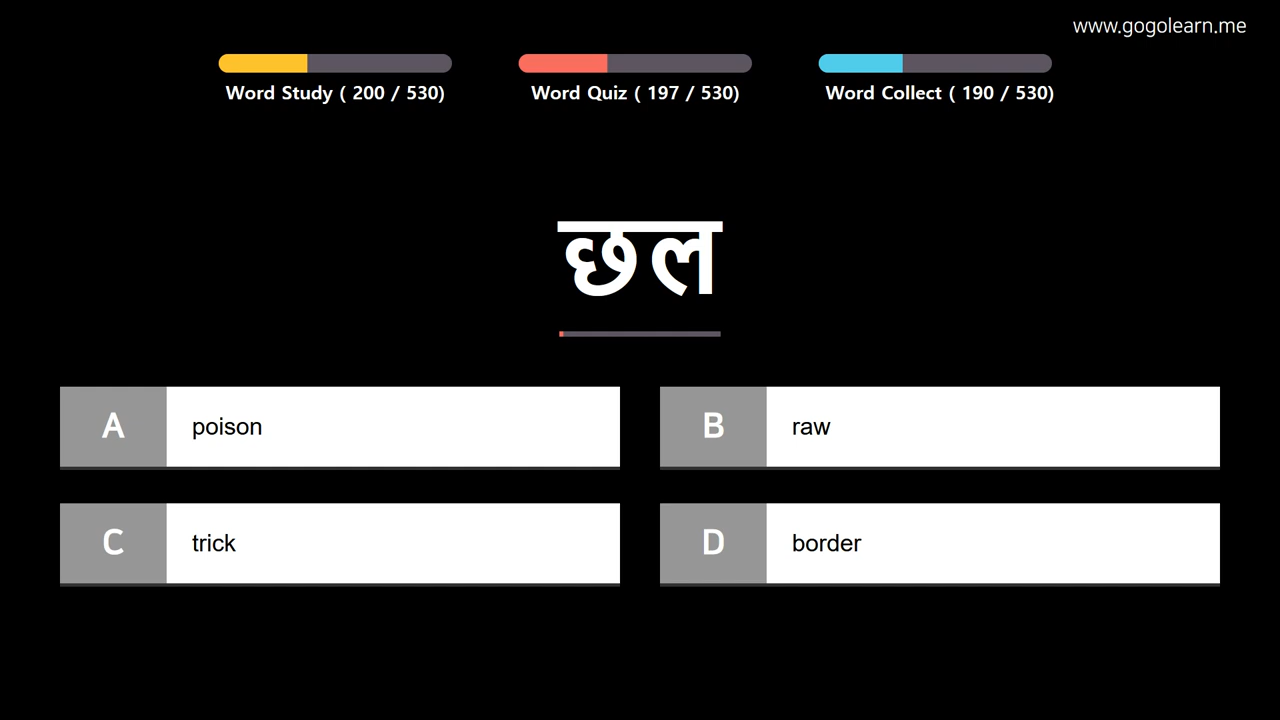 www.gogolearn.me
Word Study ( 200 / 530)
Word Quiz ( 197 / 530)
Word Collect ( 190 / 530)
छल
A poison
B raw
C trick
D border